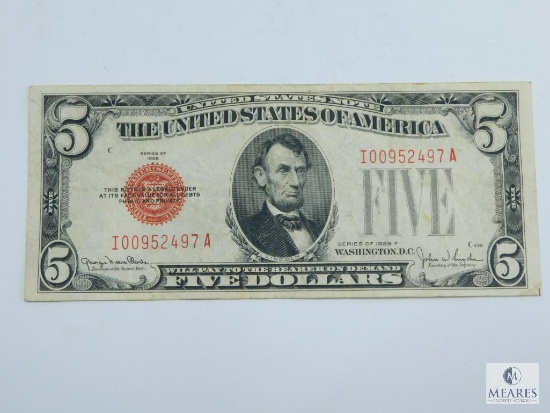 5 UNITED STATES NOTE 5
THE UNITED STATES OF AMERICA
C
SERIES OF
1928
I00952497 A
THIS NOTE IS A LEGAL TENDER
AT ITS FACE VALUE FOR ALL DEBTS
PUBLIC AND PRIVATE
FIVE
I00952497 A
SERIES OF 1928 F
WASHINGTON, D.C.
5 WILL PAY TO THE BEARER ON DEMAND 5
FIVE DOLLARS
M
MEARES